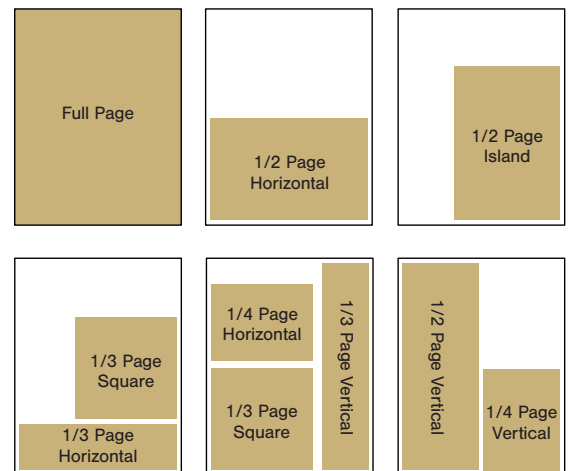 Full Page
1/2 Page
Horizontal
1/2 Page
Island
1/3 Page
Square
1/3 Page
Horizontal
1/4 Page
Horizontal
1/3 Page
Square
1/3 Page Vertical
1/2 Page Vertical
1/4 Page
Vertical